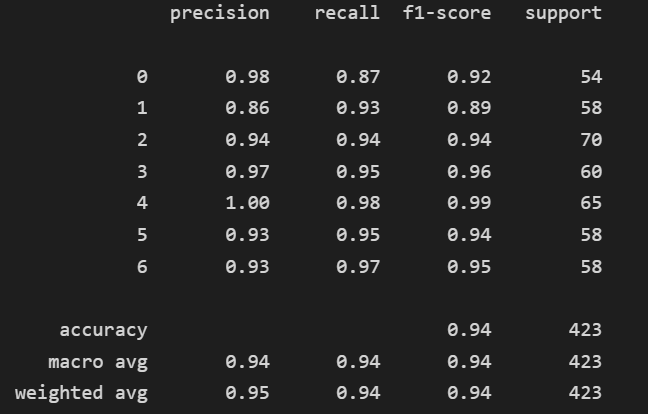 precision recall f1-score support
0 0.98 0.87 0.92 54
1 0.86 0.93 0.89 58
2 0.94 0.94 0.94 70
3 0.97 0.95 0.96 60
4 1.00 0.98 0.99 65
5 0.93 0.95 0.94 58
6 0.93 0.97 0.95 58
accuracy 0.94 423
macro avg 0.94 0.94 0.94 423
weighted avg 0.95 0.94 0.94 423